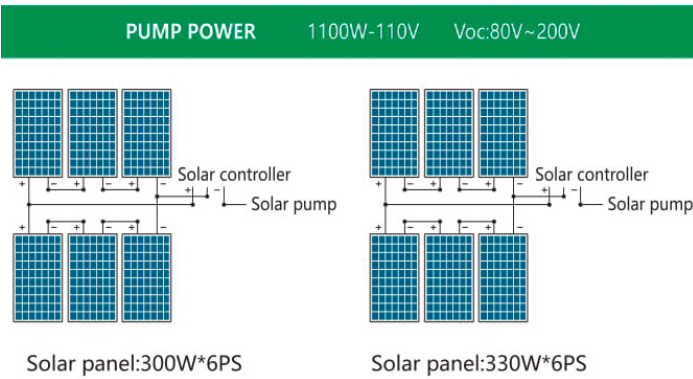 PUMP POWER 1100W-110V Voc:80V~200V
Solar controller
+ - + - + - + -
Solar pump
+ - + - + -
Solar panel:300W*6PS
Solar controller
+ - + - + - + -
Solar pump
+ - + - + -
Solar panel:330W*6PS